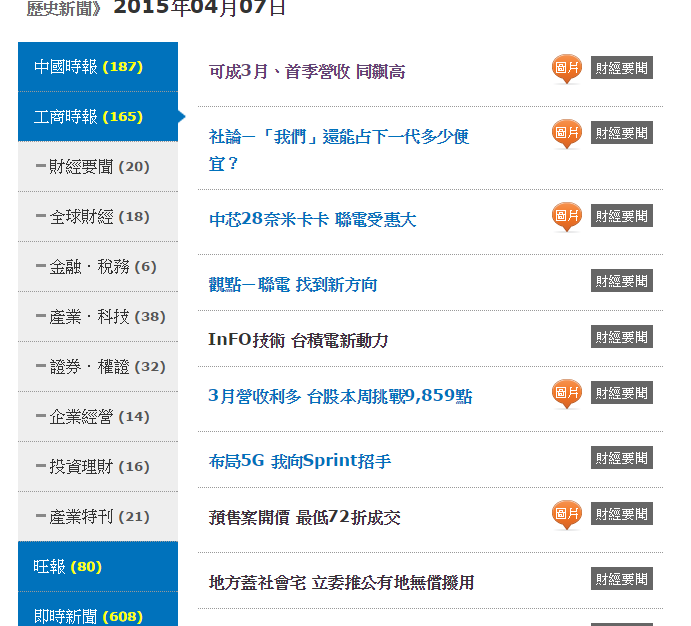 歷史新聞》 2015年04月07日
中國時報 (187)
工商時報 (165)
財經要聞 (20)
全球財經 (18)
金融．稅務 (6)
產業．科技 (38)
證券．權證 (32)
企業經營 (14)
投資理財 (16)
產業特刊 (21)
旺報 (80)
即時新聞 (608)
可成3月、首季營收 同飆高
圖片 財經要聞
社論－「我們」還能占下一代多少便
宜？
圖片 財經要聞
中芯28奈米卡卡 聯電受惠大
圖片 財經要聞
觀點－聯電 找到新方向
財經要聞
InFO技術 台積電新動力
財經要聞
3月營收利多 台股本周挑戰9,859點
圖片 財經要聞
布局5G 我向Sprint招手
財經要聞
預售案開價 最低72折成交
圖片 財經要聞
地方蓋社會宅 立委推公有地無償撥用
財經要聞